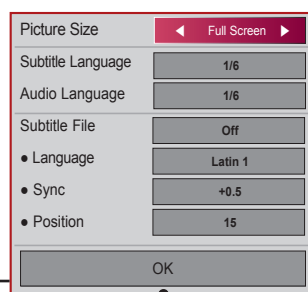 Picture Size ◀ Full Screen ▶
Subtitle Language 1/6
Audio Language 1/6
Subtitle File Off
● Language Latin 1
● Sync +0.5
● Position 15
OK